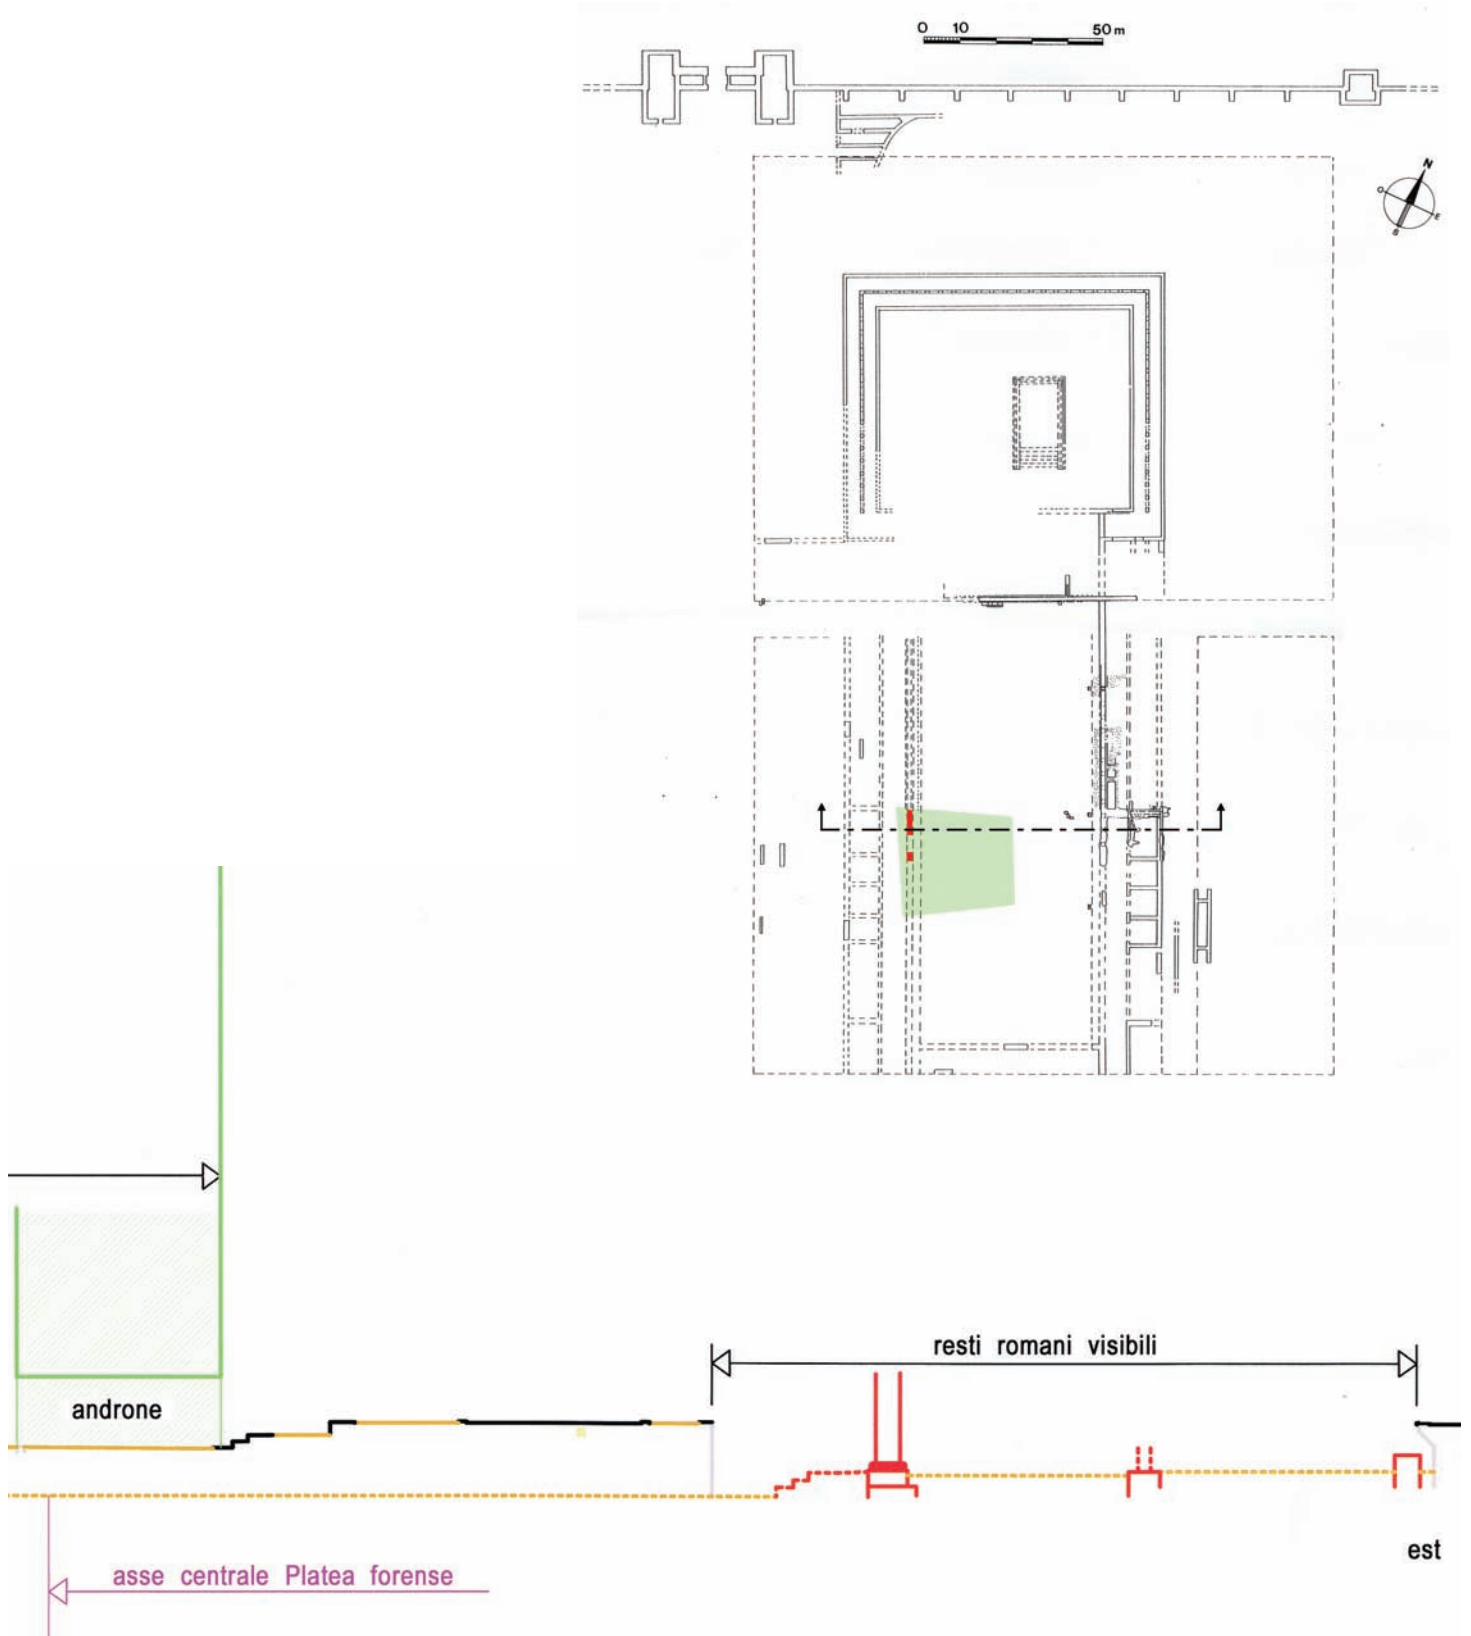 0 10 50 m
N
O
E
S
resti romani visibili
androne
est
asse centrale Platea forense